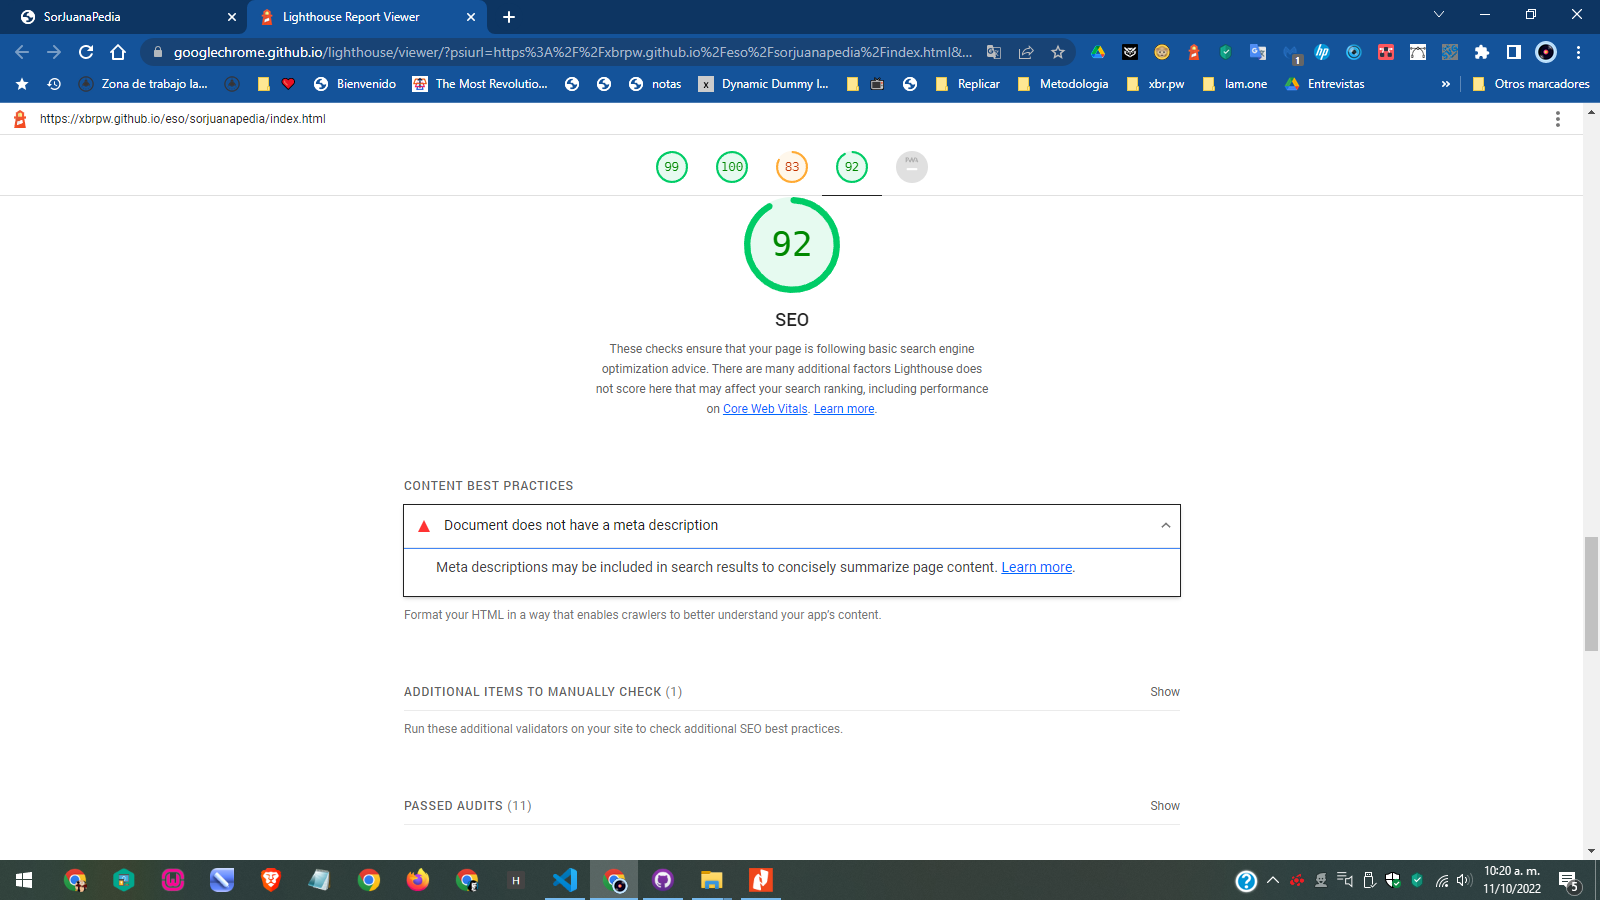 SorJuanaPedia
Lighthouse Report Viewer
googlechrome.github.io/lighthouse/viewer/?psiurl=https%3A%2F%2Fxbrpw.github.io%2Feso%2Fsorjuanapedia%2Findex.html&...
1
Zona de trabajo la...
Bienvenido
The Most Revolutio...
notas
x
Dynamic Dummy I...
Replicar
Metodologia
xbr.pw
Iam.one
Entrevistas
»
Otros marcadores
https://xbrpw.github.io/eso/sorjuanapedia/index.html
99
100
83
92
PWA
92
SEO
These checks ensure that your page is following basic search engine
optimization advice. There are many additional factors Lighthouse does
not score here that may affect your search ranking, including performance
on Core Web Vitals. Learn more.
CONTENT BEST PRACTICES
Document does not have a meta description
Meta descriptions may be included in search results to concisely summarize page content. Learn more.
Format your HTML in a way that enables crawlers to better understand your app's content.
ADDITIONAL ITEMS TO MANUALLY CHECK (1)
Show
Run these additional validators on your site to check additional SEO best practices.
PASSED AUDITS (11)
Show
H
10:20 a. m.
11/10/2022
5